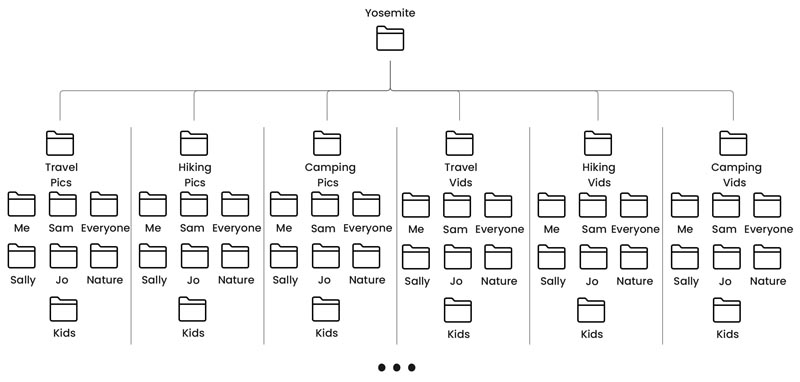 Yosemite
Travel Pics
Hiking Pics
Camping Pics
Travel Vids
Hiking Vids
Camping Vids
Me Sam Everyone Me Sam Everyone Me Sam Everyone Me Sam Everyone Me Sam Everyone Me Sam Everyone
Sally Jo Nature Sally Jo Nature Sally Jo Nature Sally Jo Nature Sally Jo Nature Sally Jo Nature
Kids Kids Kids Kids Kids Kids